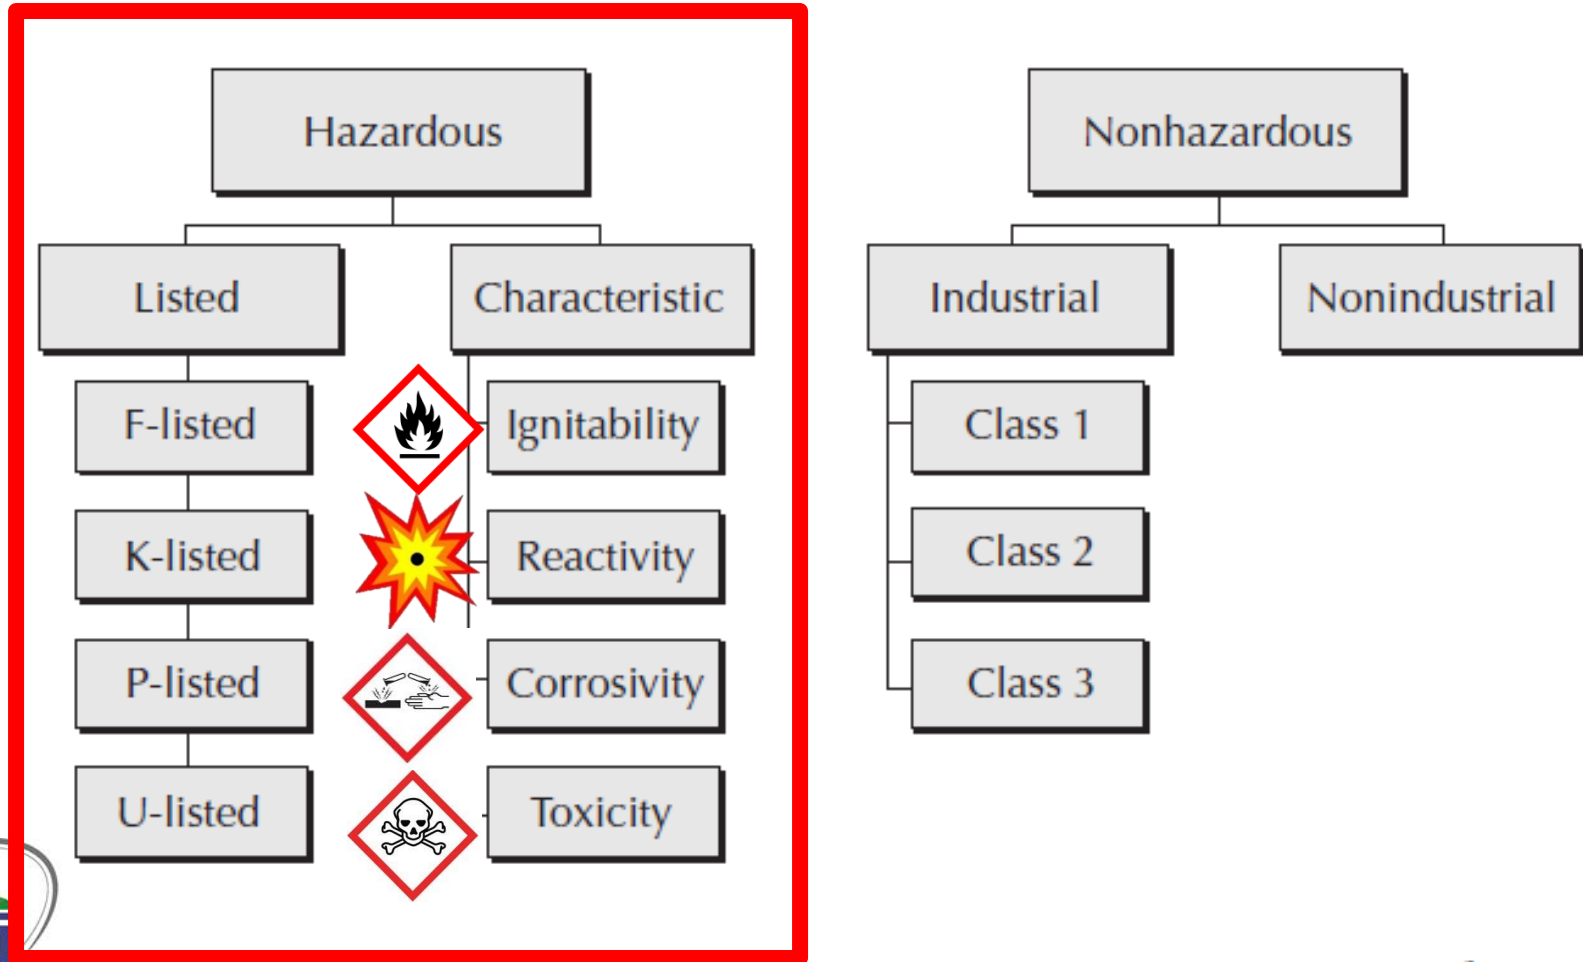 Hazardous
Nonhazardous
Listed
Characteristic
Industrial
Nonindustrial
F-listed
Ignitability
Class 1
K-listed
Reactivity
Class 2
P-listed
Corrosivity
Class 3
U-listed
Toxicity